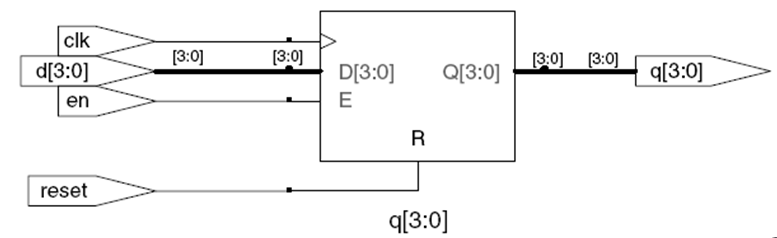 clk
[3:0] [3:0] [3:0] [3:0]
d[3:0] D[3:0] Q[3:0] q[3:0]
en E
R
reset
q[3:0]